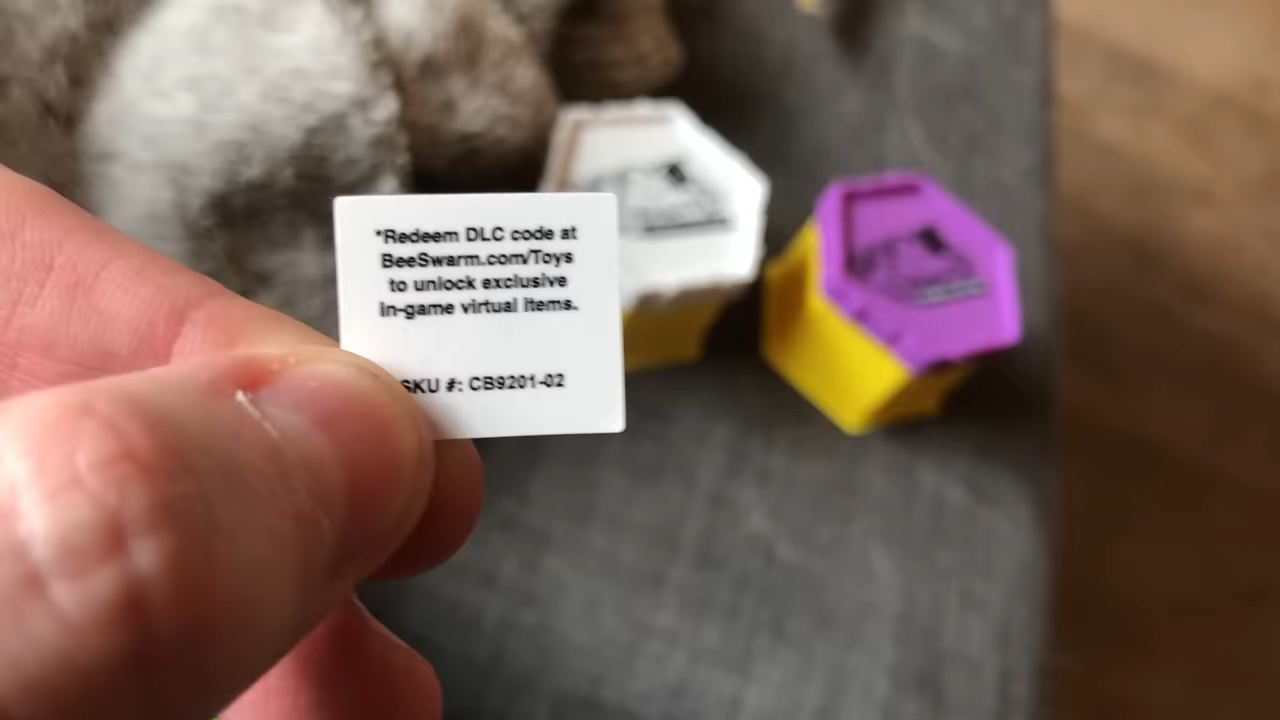 *Redeem DLC code at
BeeSwarm.com/Toys
to unlock exclusive
in-game virtual items.
SKU #: CB9201-02